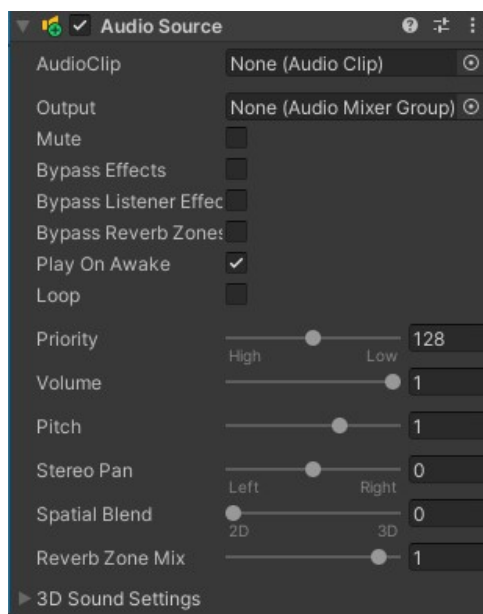 Audio Source
AudioClip None (Audio Clip)
Output None (Audio Mixer Group)
Mute
Bypass Effects
Bypass Listener Effec
Bypass Reverb Zones
Play On Awake
Loop
Priority 128
High Low
Volume 1
Pitch 1
Stereo Pan 0
Left Right
Spatial Blend 0
2D 3D
Reverb Zone Mix 1
3D Sound Settings